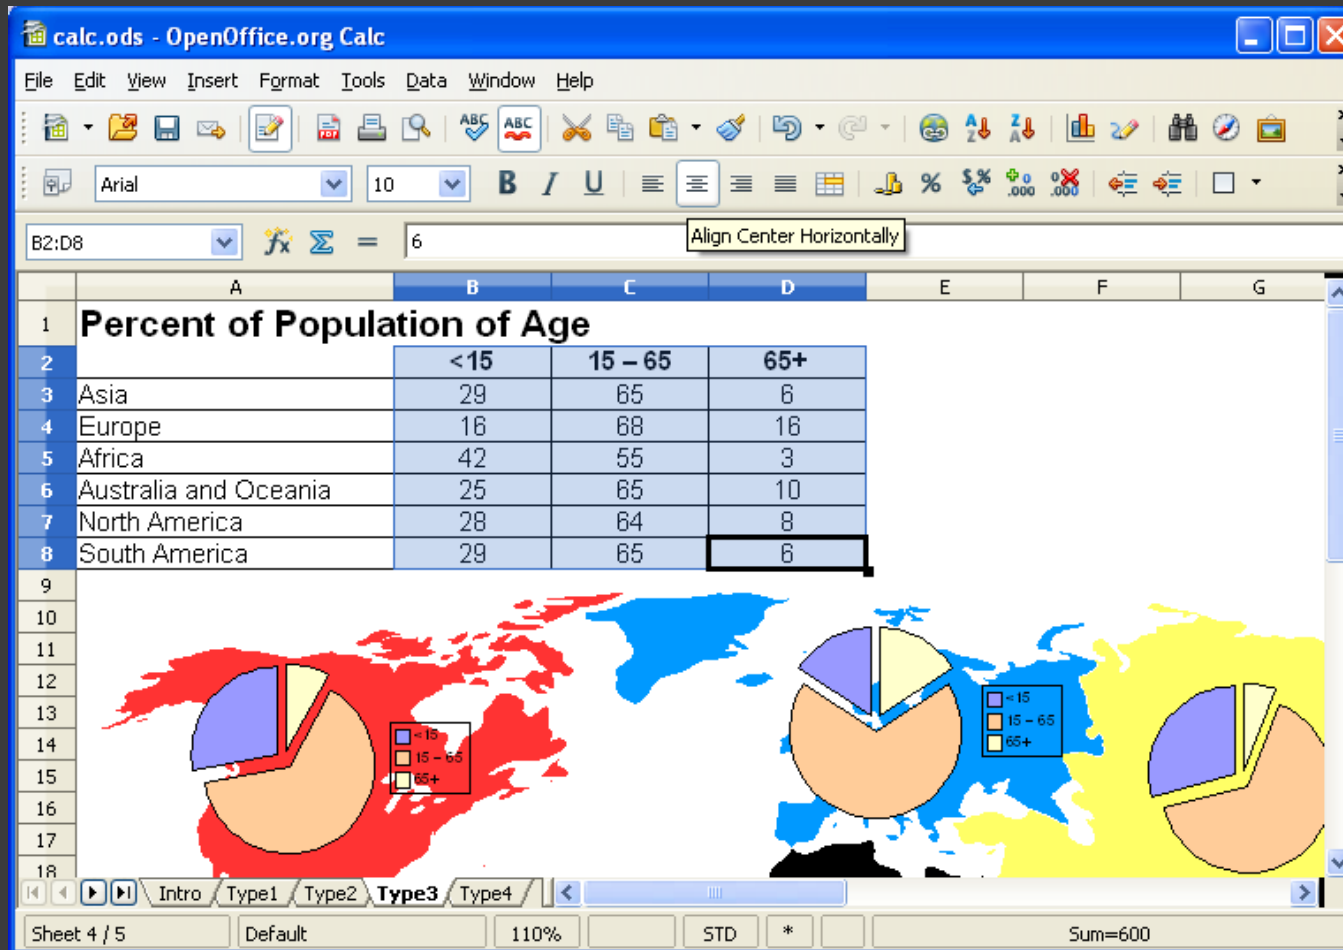 calc.ods - OpenOffice.org Calc
File Edit View Insert Format Tools Data Window Help
ABC ABC
Arial 10 B I U
B2:D8 6 Align Center Horizontally
A B C D E F G
1 Percent of Population of Age
2 <15 15 – 65 65+
3 Asia 29 65 6
4 Europe 16 68 16
5 Africa 42 55 3
6 Australia and Oceania 25 65 10
7 North America 28 64 8
8 South America 29 65 6
9
10
11
12
13
14
15
16
17
18
<15
15 – 65
65+
<15
15 – 65
65+
Intro Type1 Type2 Type3 Type4
Sheet 4 / 5 Default 110% STD * Sum=600